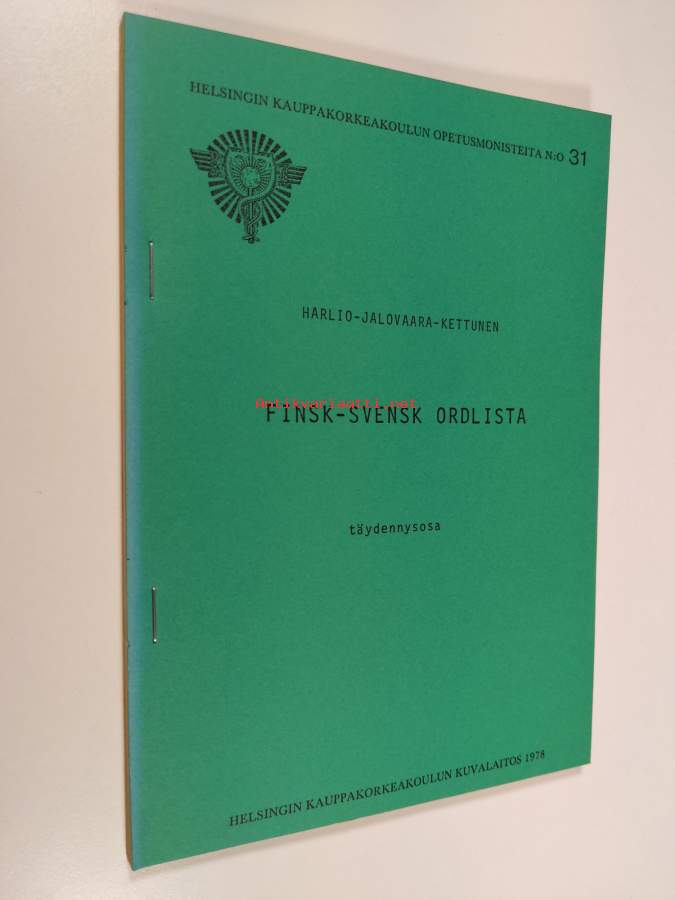 HELSINGIN KAUPPAKORKEAKOULUN OPETUSMONISTEITA N:O 31
HARLIO-JALOVAARA-KETTUNEN
Antikvariaatti.net
FINSK-SVENSK ORDLISTA
täydennysosa
HELSINGIN KAUPPAKORKEAKOULUN KUVALAITOS 1978